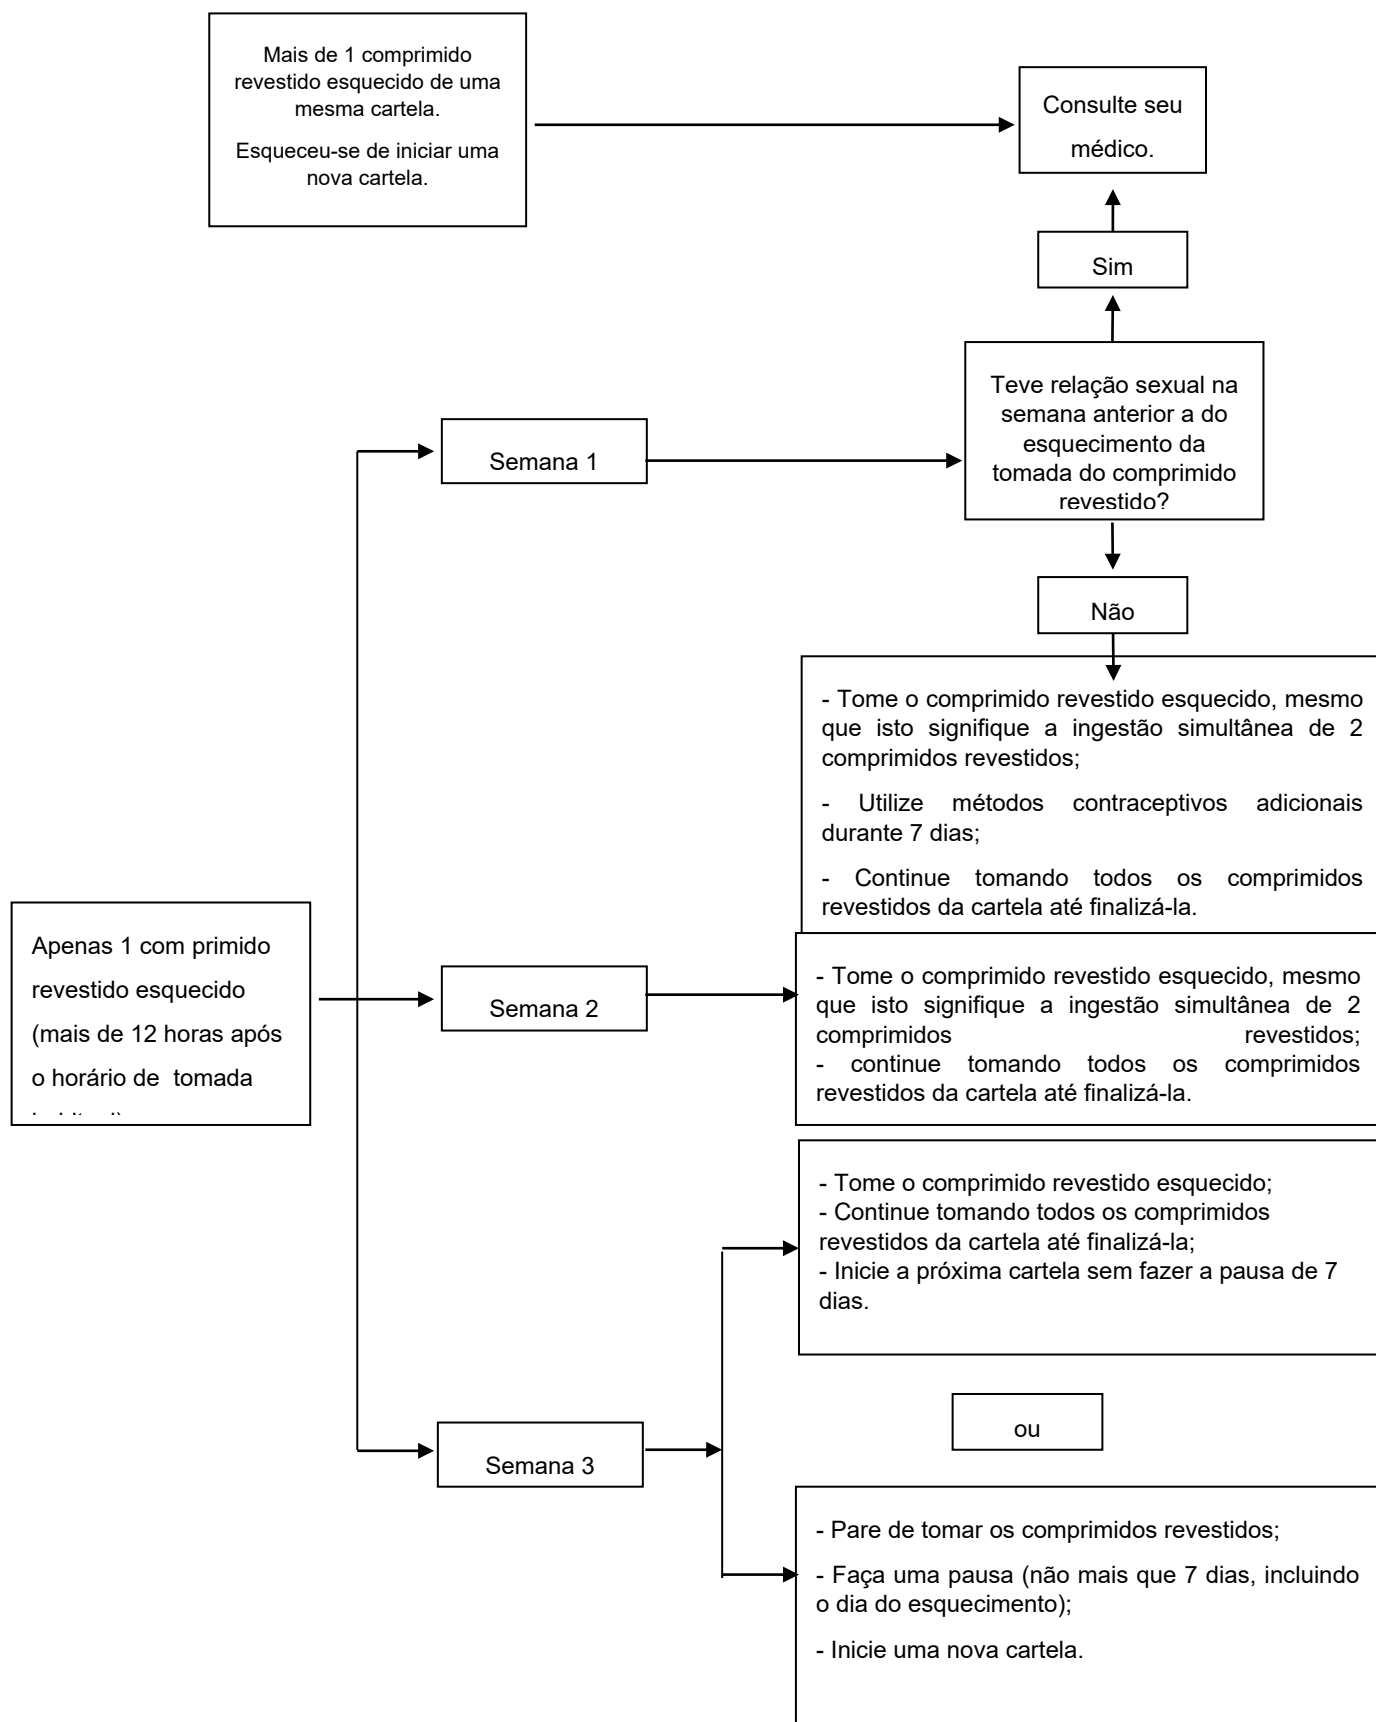 Mais de 1 comprimido
revestido esquecido de uma
mesma cartela.
Esqueceu-se de iniciar uma
nova cartela.
Consulte seu
médico.
Sim
Teve relação sexual na
semana anterior a do
esquecimento da
tomada do comprimido
revestido?
Semana 1
Não
- Tome o comprimido revestido esquecido, mesmo
que isto signifique a ingestão simultânea de 2
comprimidos revestidos;
- Utilize métodos contraceptivos adicionais
durante 7 dias;
- Continue tomando todos os comprimidos
revestidos da cartela até finalizá-la.
Apenas 1 com primido
revestido esquecido
(mais de 12 horas após
o horário de tomada
Semana 2
- Tome o comprimido revestido esquecido, mesmo
que isto signifique a ingestão simultânea de 2
comprimidos revestidos;
- continue tomando todos os comprimidos
revestidos da cartela até finalizá-la.
- Tome o comprimido revestido esquecido;
- Continue tomando todos os comprimidos
revestidos da cartela até finalizá-la;
- Inicie a próxima cartela sem fazer a pausa de 7
dias.
ou
Semana 3
- Pare de tomar os comprimidos revestidos;
- Faça uma pausa (não mais que 7 dias, incluindo
o dia do esquecimento);
- Inicie uma nova cartela.